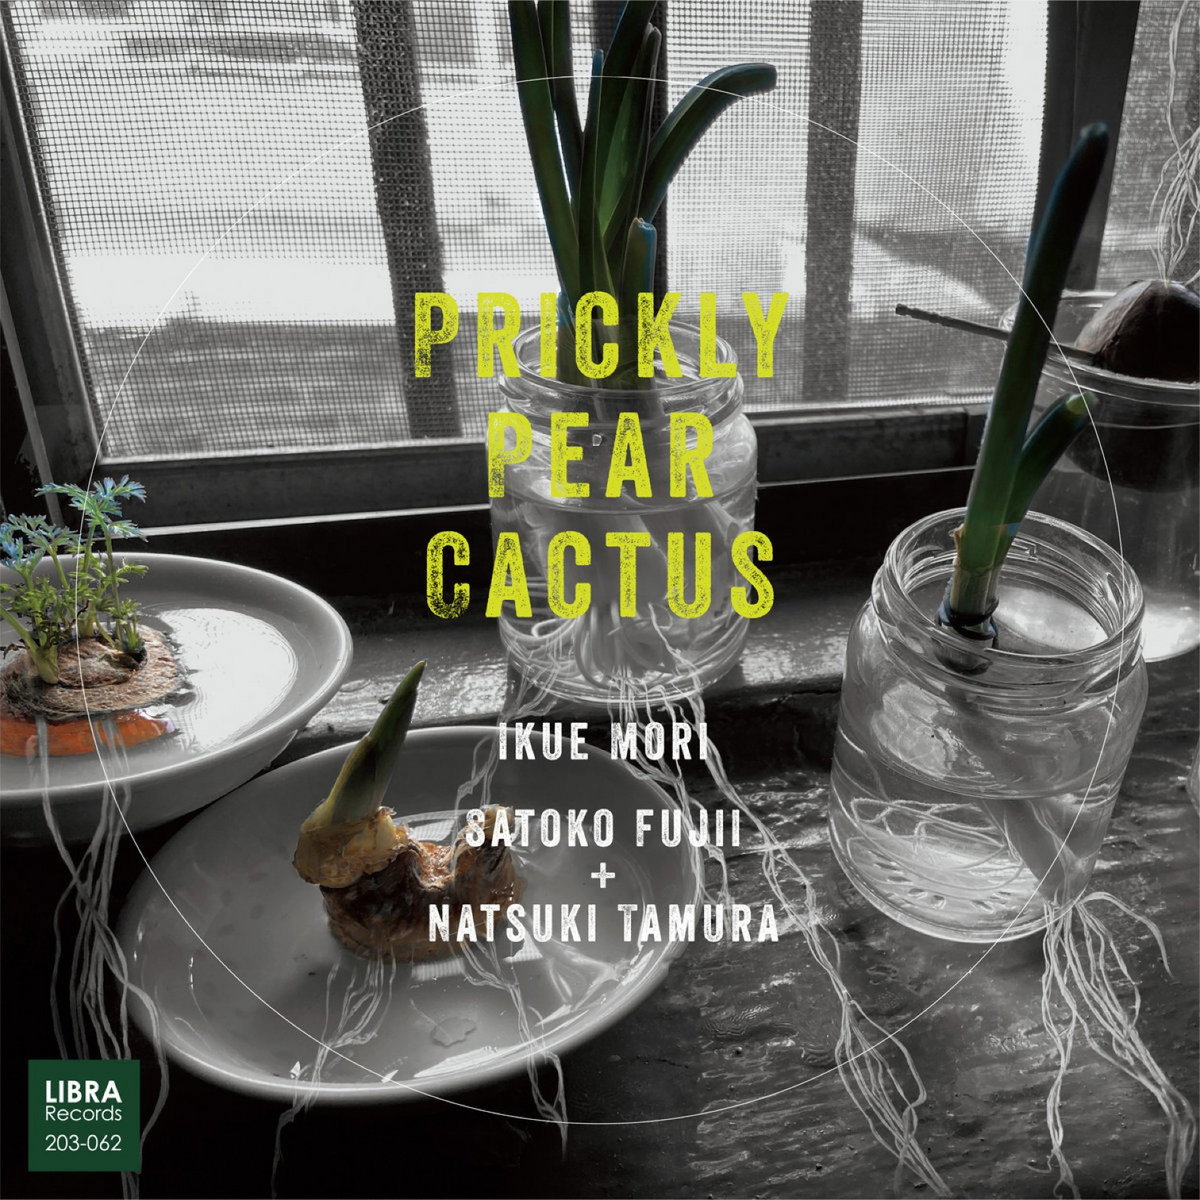 PRICKLY
PEAR
CACTUS
IKUE MORI
SATOKO FUJII
+
NATSUKI TAMURA
LIBRA
Records
203-062